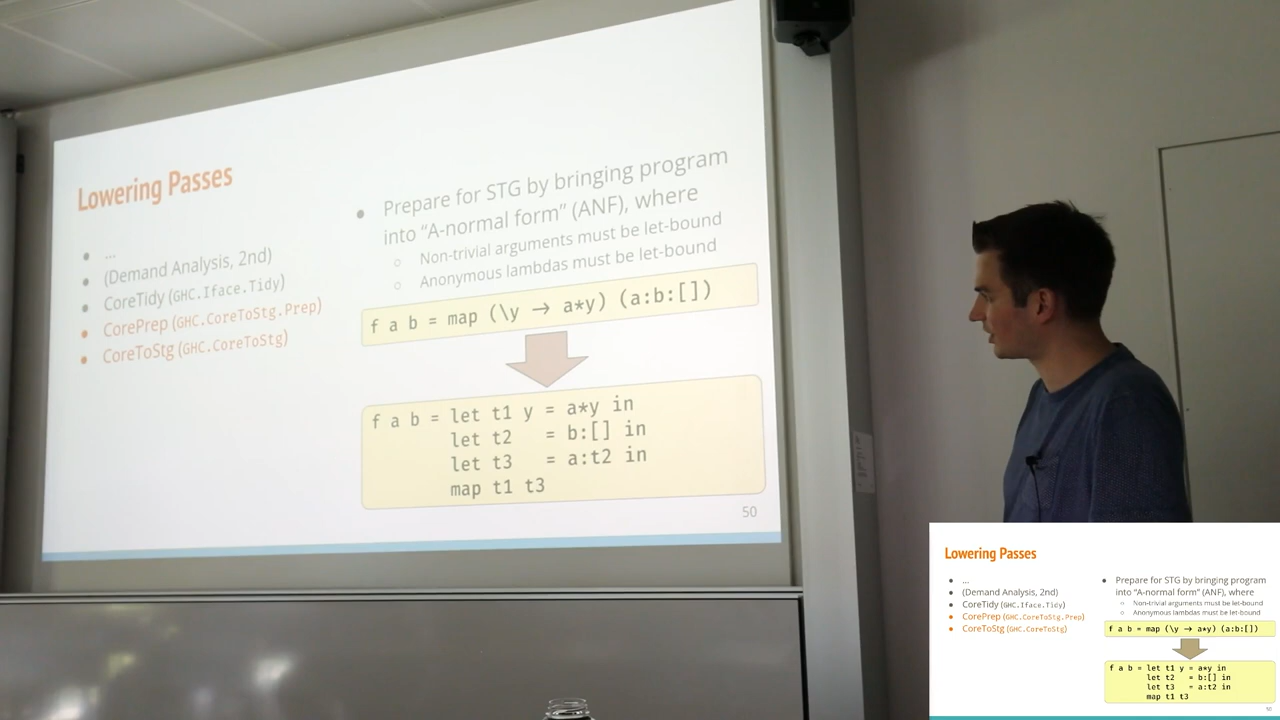 Lowering Passes
● ...
● (Demand Analysis, 2nd)
● CoreTidy (GHC.Iface.Tidy)
● CorePrep (GHC.CoreToStg.Prep)
● CoreToStg (GHC.CoreToStg)
● Prepare for STG by bringing program
into “A-normal form” (ANF), where
○ Non-trivial arguments must be let-bound
○ Anonymous lambdas must be let-bound
f a b = map (\y → a*y) (a:b:[])
f a b = let t1 y = a*y in
let t2   = b:[] in
let t3   = a:t2 in
map t1 t3
50
Lowering Passes
● ...
● (Demand Analysis, 2nd)
● CoreTidy (GHC.Iface.Tidy)
● CorePrep (GHC.CoreToStg.Prep)
● CoreToStg (GHC.CoreToStg)
● Prepare for STG by bringing program
into “A-normal form” (ANF), where
○ Non-trivial arguments must be let-bound
○ Anonymous lambdas must be let-bound
f a b = map (\y → a*y) (a:b:[])
f a b = let t1 y = a*y in
let t2   = b:[] in
let t3   = a:t2 in
map t1 t3
50